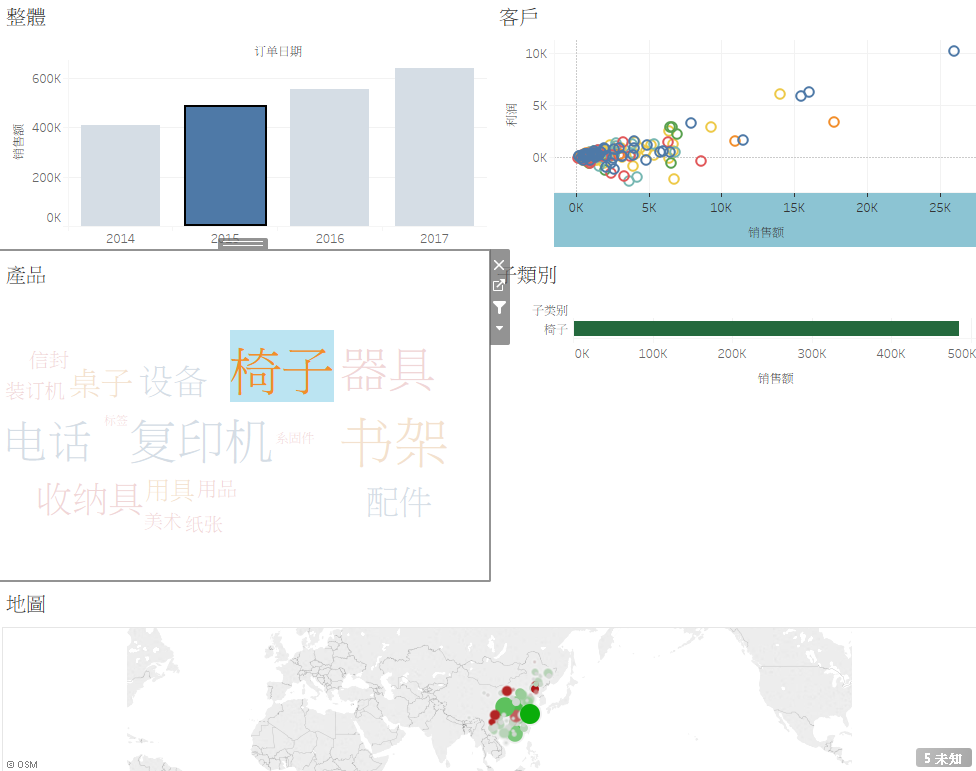 整體
订单日期
600K
400K
200K
0K
销售额
2014 2015 2016 2017
客戶
10K
5K
0K
利润
0K 5K 10K 15K 20K 25K
销售额
產品
信封
装订机 桌子 设备 椅子 器具
电话 标签 复印机 系固件 书架
收纳具 用具 用品 配件
美术 纸张
子類別
子类别
椅子
0K 100K 200K 300K 400K 500K
销售额
地圖
© OSM
5 未知